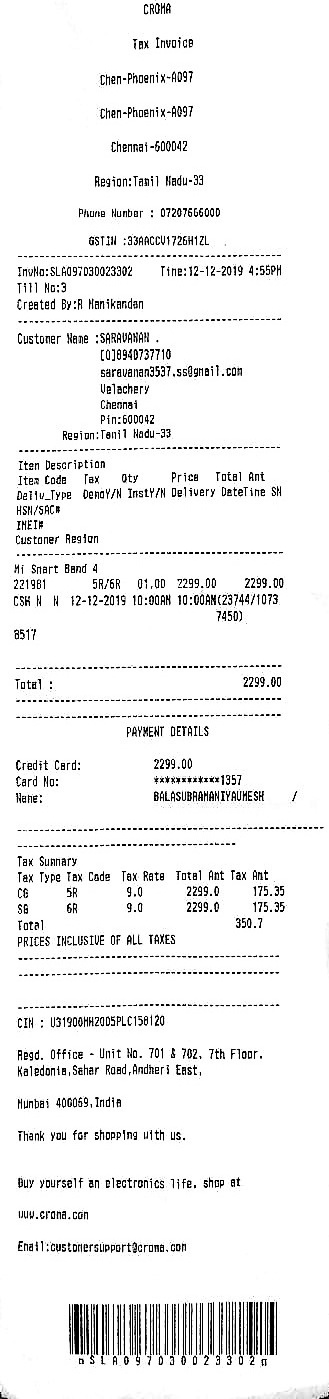 CROMA
Tax Invoice
Chen-Phoenix-A097
Chen-Phoenix-A097
Chennai-600042
Region:Tamil Nadu-33
Phone Number : 07207666000
GSTIN :33AACCV1726H1ZL
InvNo:SLA097030023302 Time:12-12-2019 4:55PM
Till No:3
Created By:R Manikandan
Customer Name :SARAVANAN .
[O]8940737710
saravanan3537.ss@gmail.com
Velachery
Chennai
Pin:600042
Region:Tamil Nadu-33
Item Description
Item Code Tax Qty Price Total Amt
Deliv_Type DemoY/N InstY/N Delivery DateTime SN
HSN/SAC#
IMEI#
Customer Region
Mi Smart Band 4
221981 5R/6R 01.00 2299.00 2299.00
CSH N N 12-12-2019 10:00AM 10:00AM(23744/1073
7450)
8517
Total : 2299.00
PAYMENT DETAILS
Credit Card: 2299.00
Card No: ************1357
Name: BALASUBRAMANIYAUMESH /
Tax Summary
Tax Type Tax Code Tax Rate Total Amt Tax Amt
CG 5R 9.0 2299.0 175.35
SG 6R 9.0 2299.0 175.35
Total 350.7
PRICES INCLUSIVE OF ALL TAXES
CIN : U31900MH2005PLC158120
Regd. Office - Unit No. 701 & 702, 7th Floor,
Kaledonia,Sahar Road,Andheri East,
Mumbai 400069,India
Thank you for shopping with us.
Buy yourself an electronics life, shop at
www.croma.com
Email:customersupport@croma.com
nSLA097030023302n